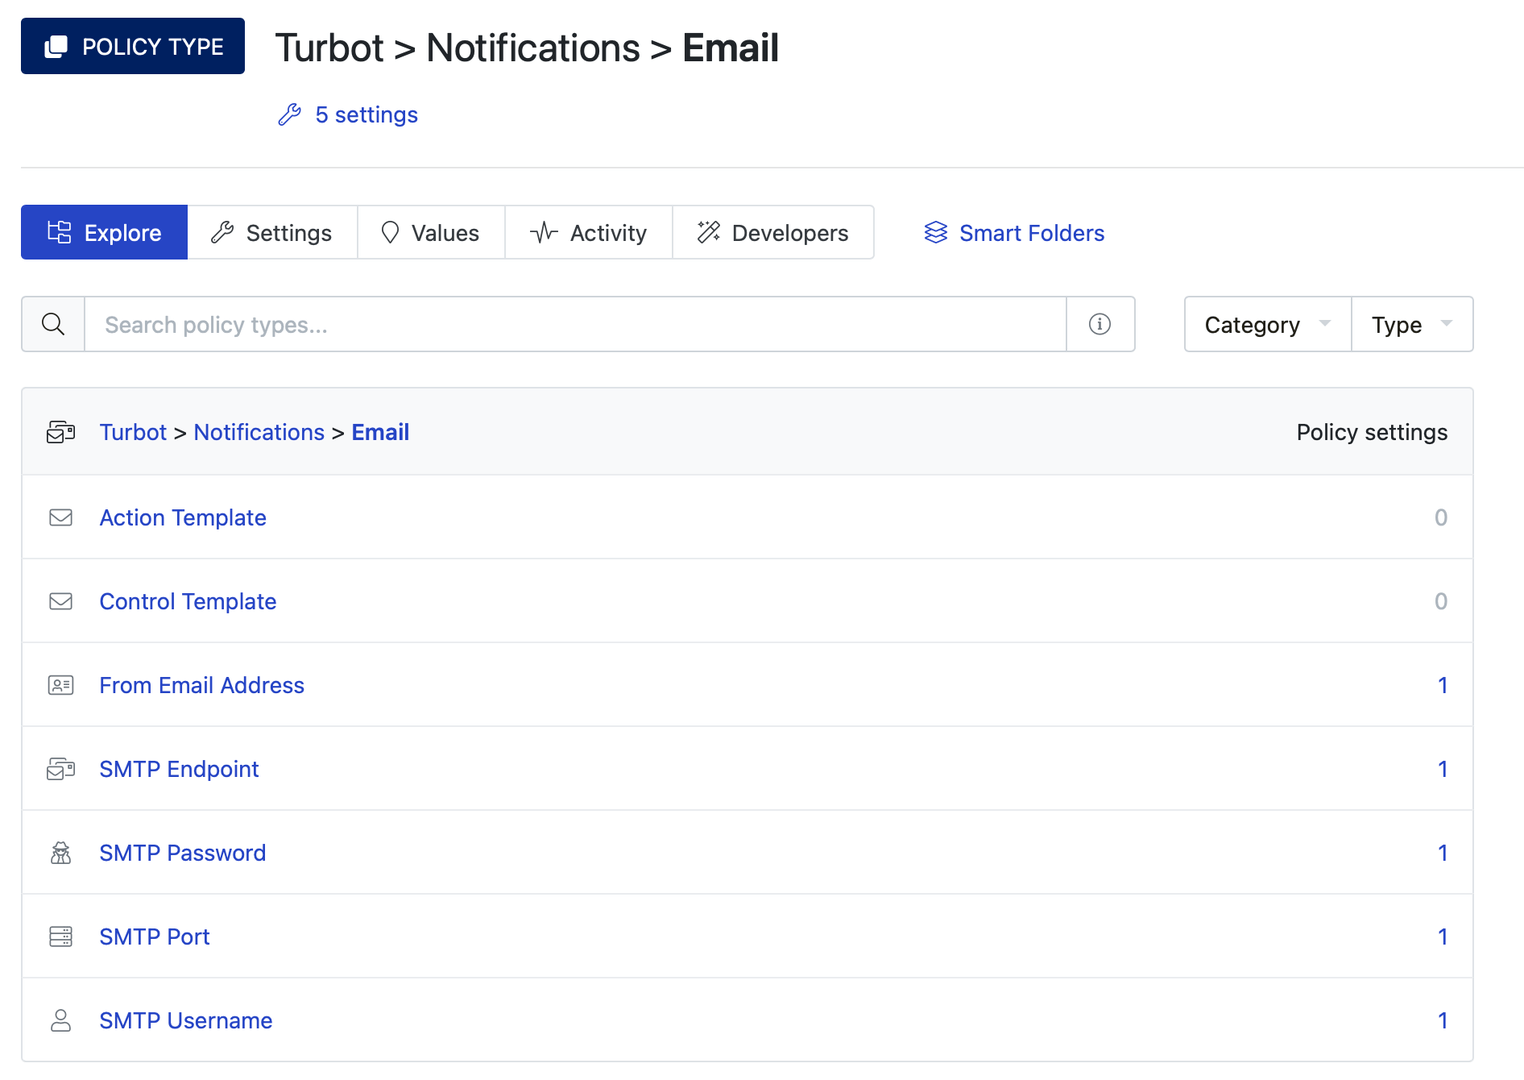 POLICY TYPE Turbot > Notifications > Email
5 settings
Explore Settings Values Activity Developers Smart Folders
Search policy types... Category Type
Turbot > Notifications > Email Policy settings
Action Template 0
Control Template 0
From Email Address 1
SMTP Endpoint 1
SMTP Password 1
SMTP Port 1
SMTP Username 1